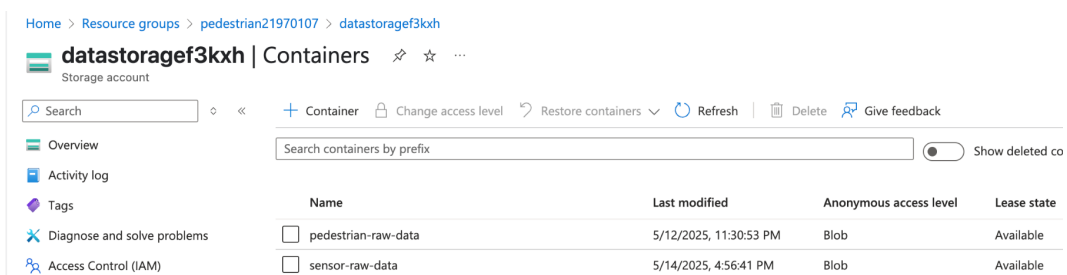 Home > Resource groups > pedestrian21970107 > datastoragef3kxh
datastoragef3kxh | Containers
Storage account
Search
Container Change access level Restore containers Refresh Delete Give feedback
Overview
Search containers by prefix
Show deleted co
Activity log
Tags
Name Last modified Anonymous access level Lease state
Diagnose and solve problems
pedestrian-raw-data 5/12/2025, 11:30:53 PM Blob Available
Access Control (IAM)
sensor-raw-data 5/14/2025, 4:56:41 PM Blob Available